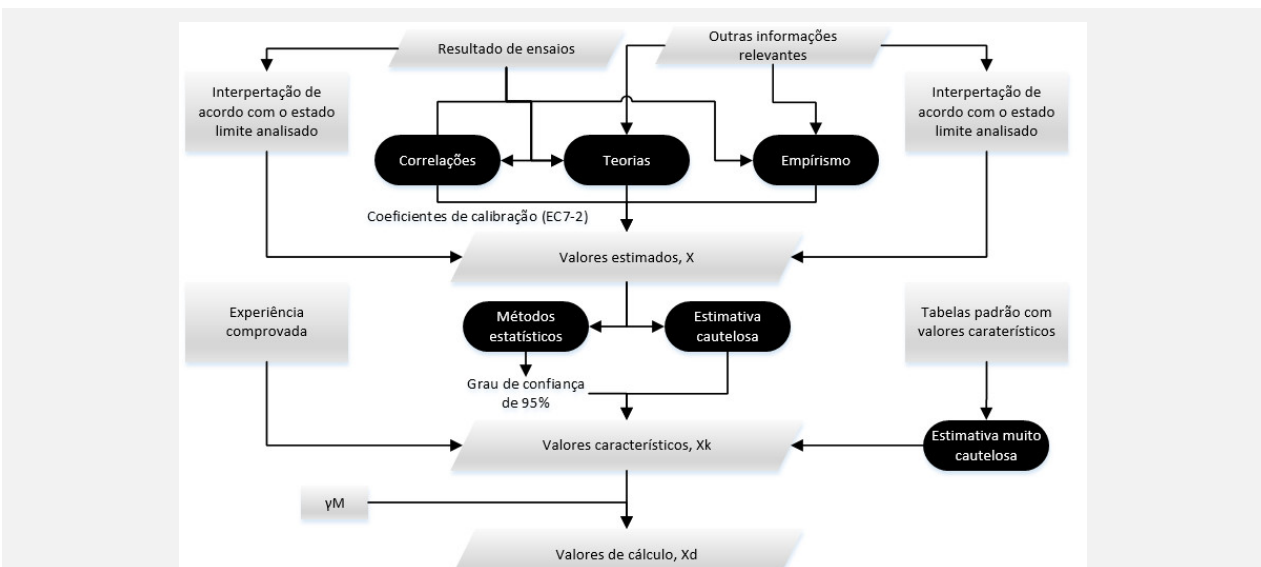 Resultado de ensaios
Outras informações
relevantes
Interpertação de
acordo com o estado
limite analisado
Interpertação de
acordo com o estado
limite analisado
Correlações
Teorias
Empírismo
Coeficientes de calibração (EC7-2)
Valores estimados, X
Experiência
comprovada
Métodos
estatísticos
Estimativa
cautelosa
Tabelas padrão com
valores caraterísticos
Grau de confiança
de 95%
Valores característicos, Xk
Estimativa muito
cautelosa
γM
Valores de cálculo, Xd